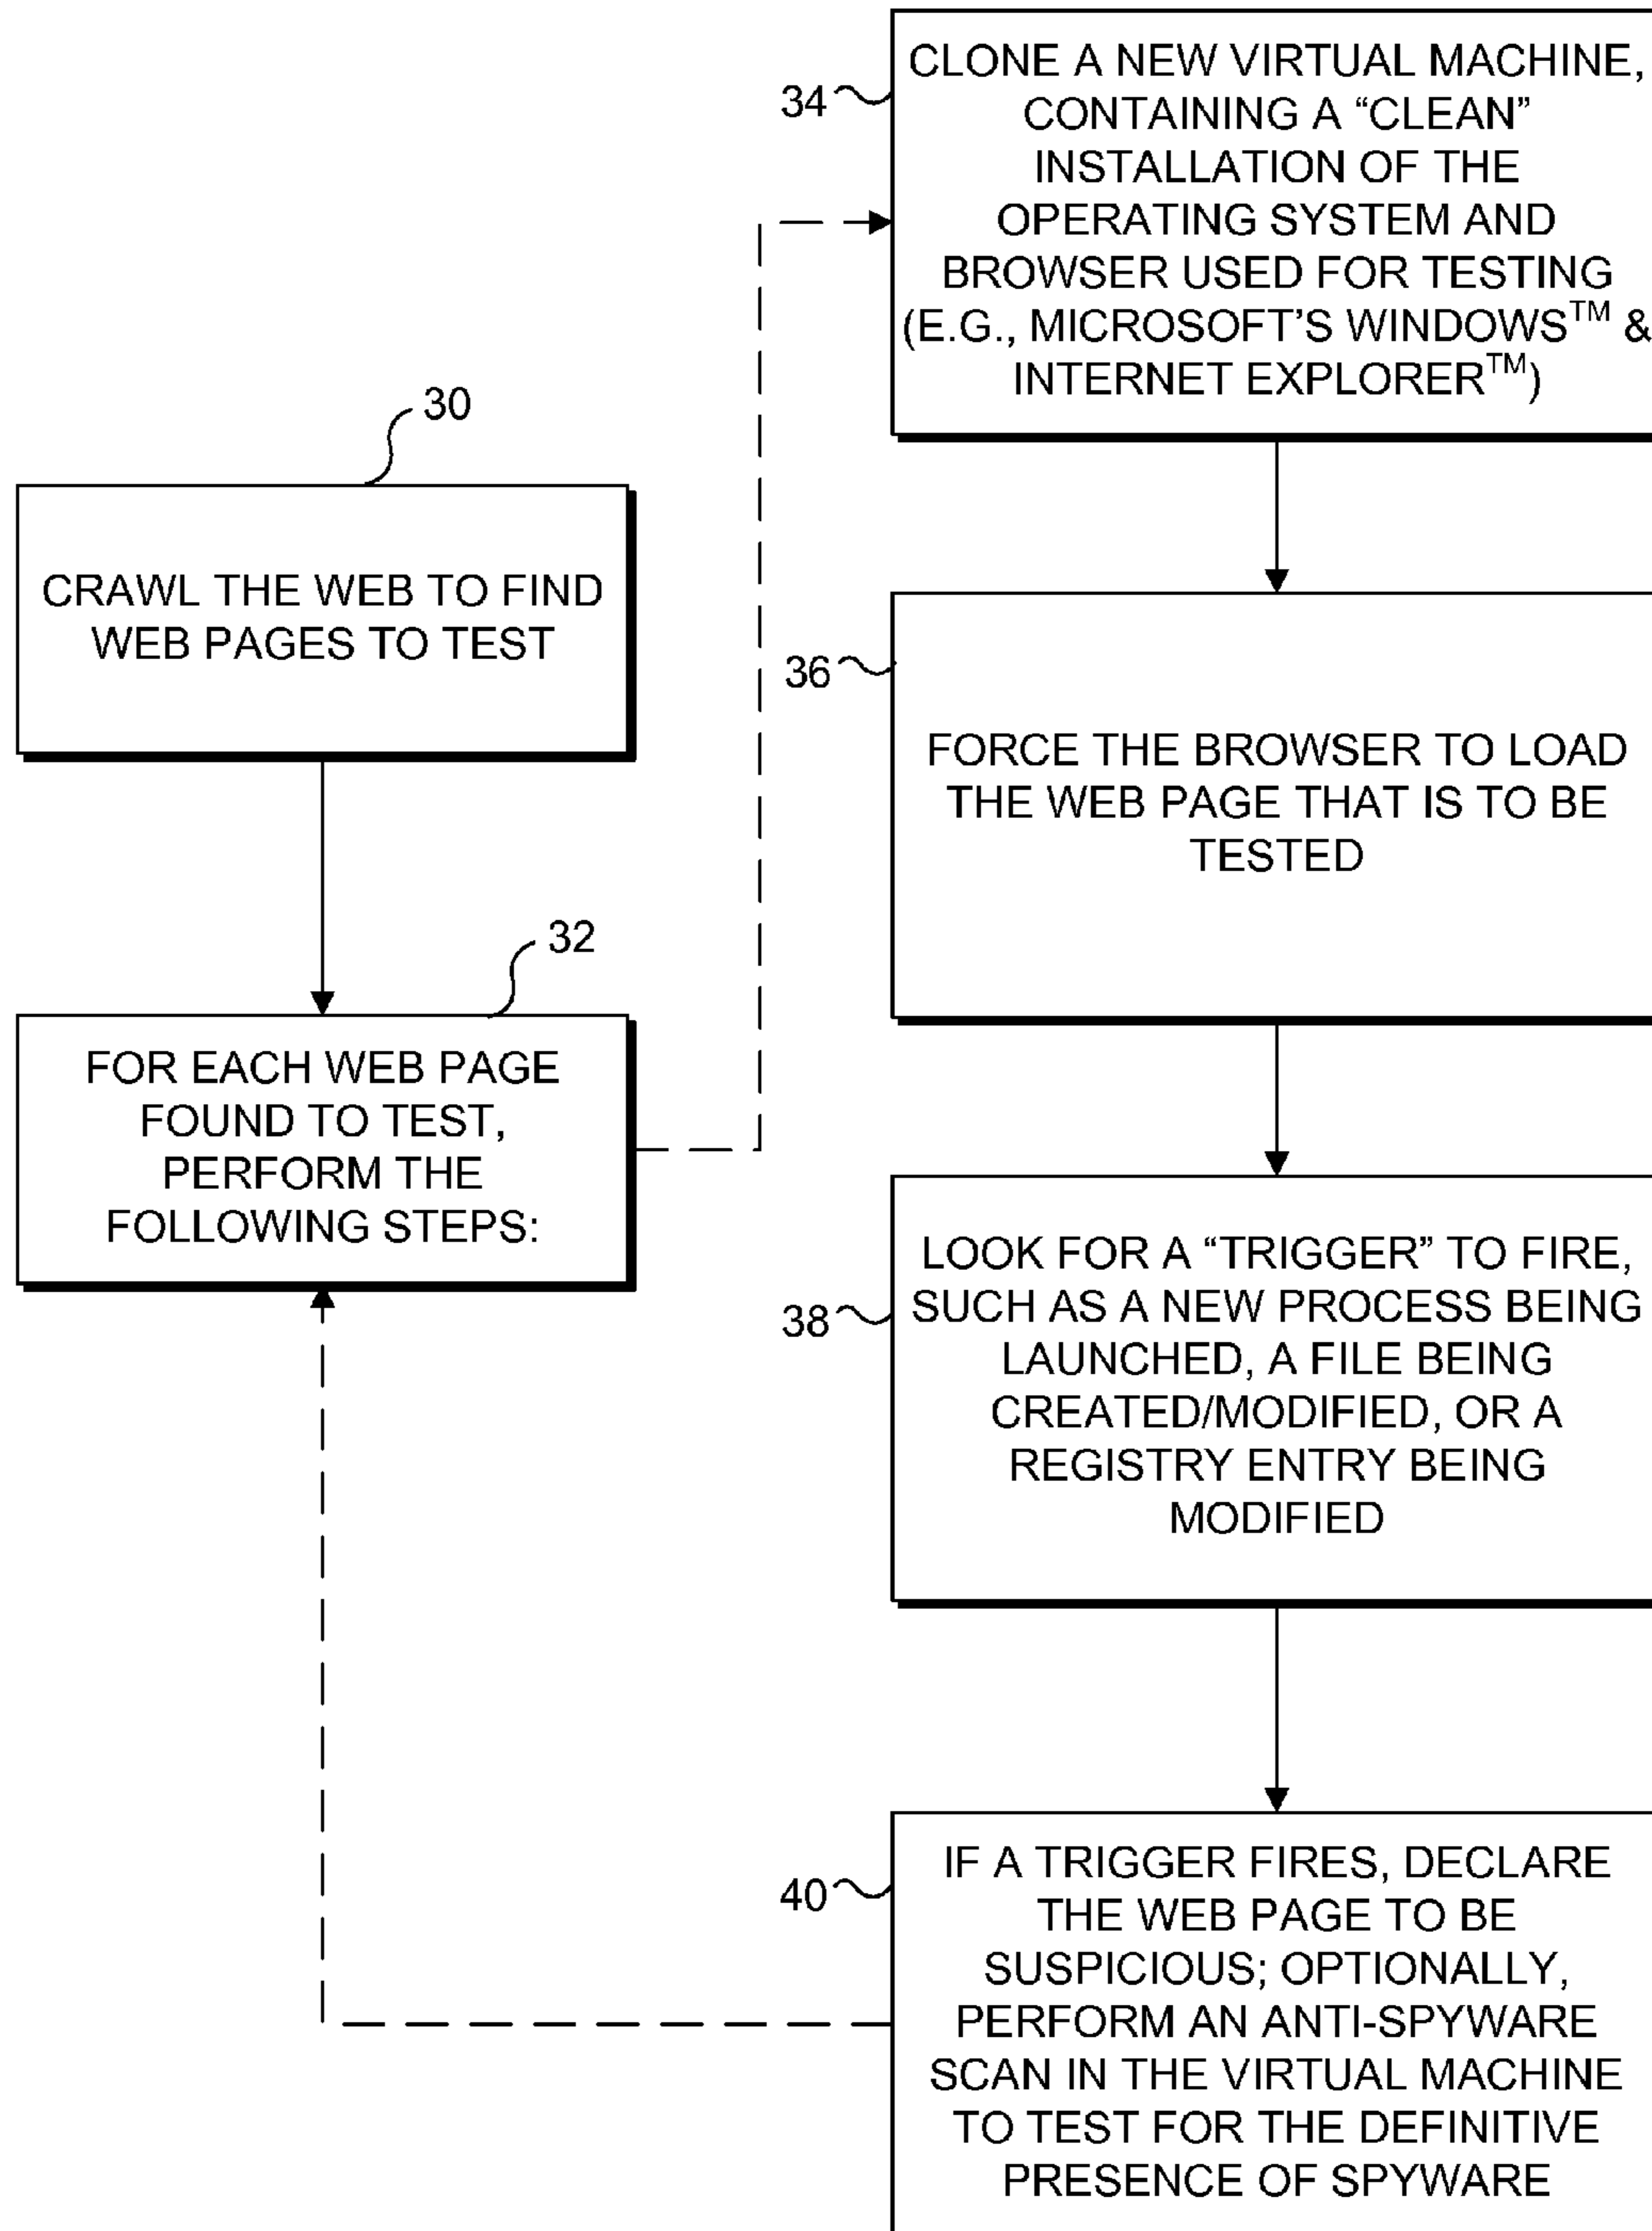 30
CRAWL THE WEB TO FIND
WEB PAGES TO TEST
32
FOR EACH WEB PAGE
FOUND TO TEST,
PERFORM THE
FOLLOWING STEPS:
34
CLONE A NEW VIRTUAL MACHINE,
CONTAINING A “CLEAN”
INSTALLATION OF THE
OPERATING SYSTEM AND
BROWSER USED FOR TESTING
(E.G., MICROSOFT’S WINDOWS™ &
INTERNET EXPLORER™)
36
FORCE THE BROWSER TO LOAD
THE WEB PAGE THAT IS TO BE
TESTED
38
LOOK FOR A “TRIGGER” TO FIRE,
SUCH AS A NEW PROCESS BEING
LAUNCHED, A FILE BEING
CREATED/MODIFIED, OR A
REGISTRY ENTRY BEING
MODIFIED
40
IF A TRIGGER FIRES, DECLARE
THE WEB PAGE TO BE
SUSPICIOUS; OPTIONALLY,
PERFORM AN ANTI-SPYWARE
SCAN IN THE VIRTUAL MACHINE
TO TEST FOR THE DEFINITIVE
PRESENCE OF SPYWARE